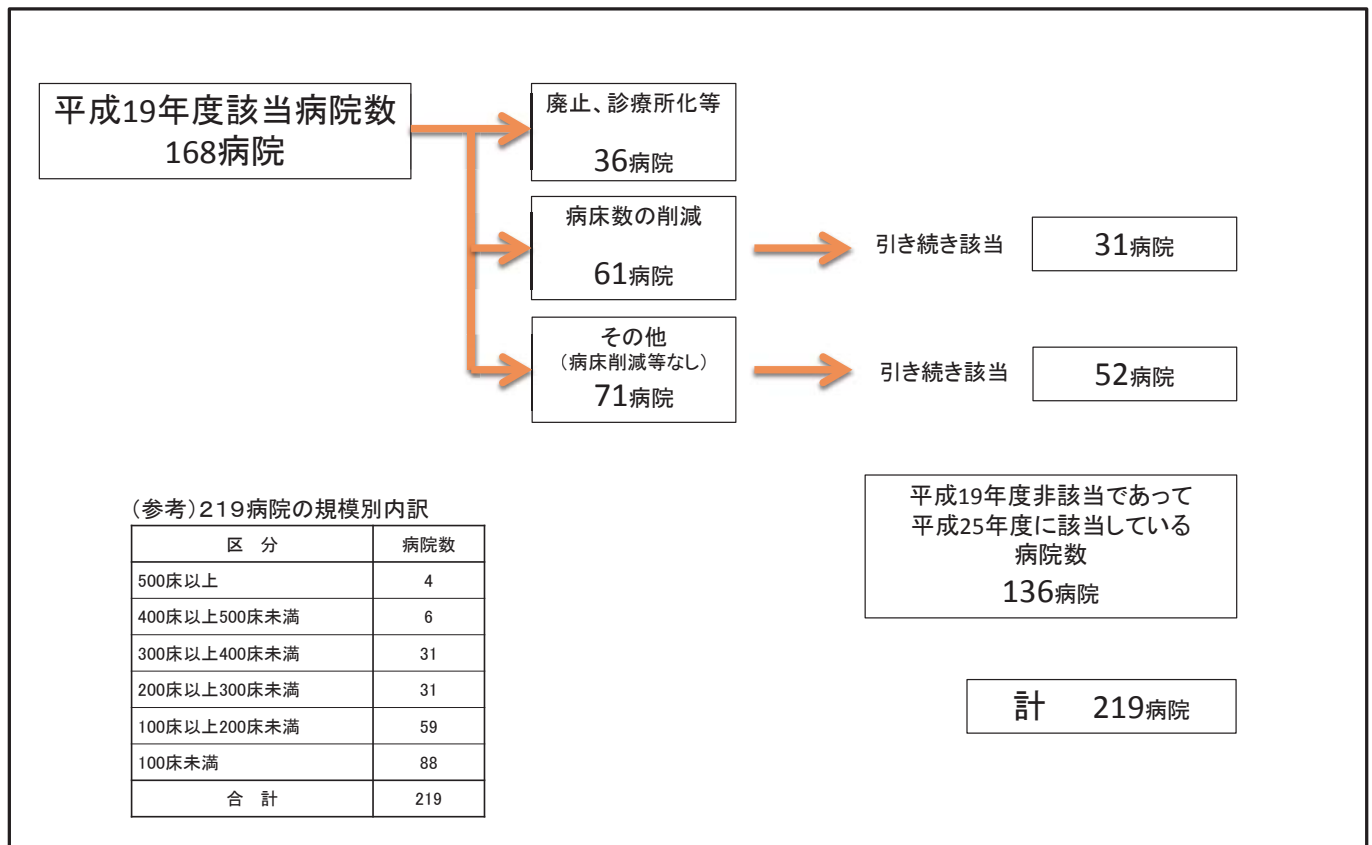 平成19年度該当病院数
168病院
廃止、診療所化等
36病院
病床数の削減
61病院
引き続き該当
31病院
その他
(病床削減等なし)
71病院
引き続き該当
52病院
平成19年度非該当であって
平成25年度に該当している
病院数
136病院
計 219病院
(参考)219病院の規模別内訳
区 分 病院数
500床以上 4
400床以上500床未満 6
300床以上400床未満 31
200床以上300床未満 31
100床以上200床未満 59
100床未満 88
合 計 219